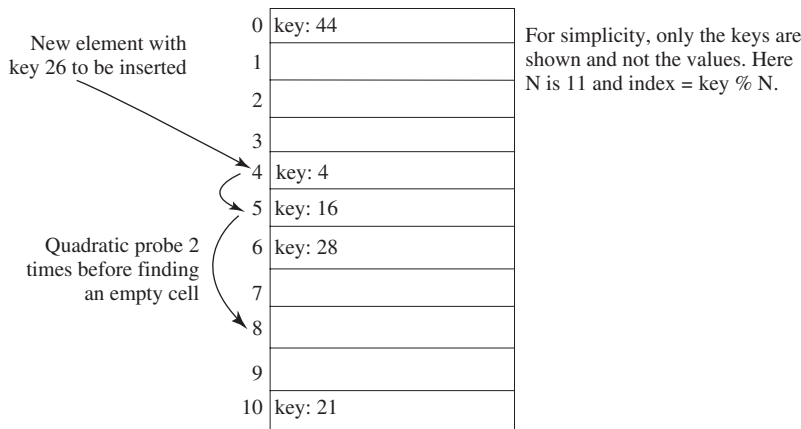 New element with
key 26 to be inserted
0 key: 44
1
2
3
4 key: 4
5 key: 16
6 key: 28
7
8
9
10 key: 21
Quadratic probe 2
times before finding
an empty cell
For simplicity, only the keys are
shown and not the values. Here
N is 11 and index = key % N.